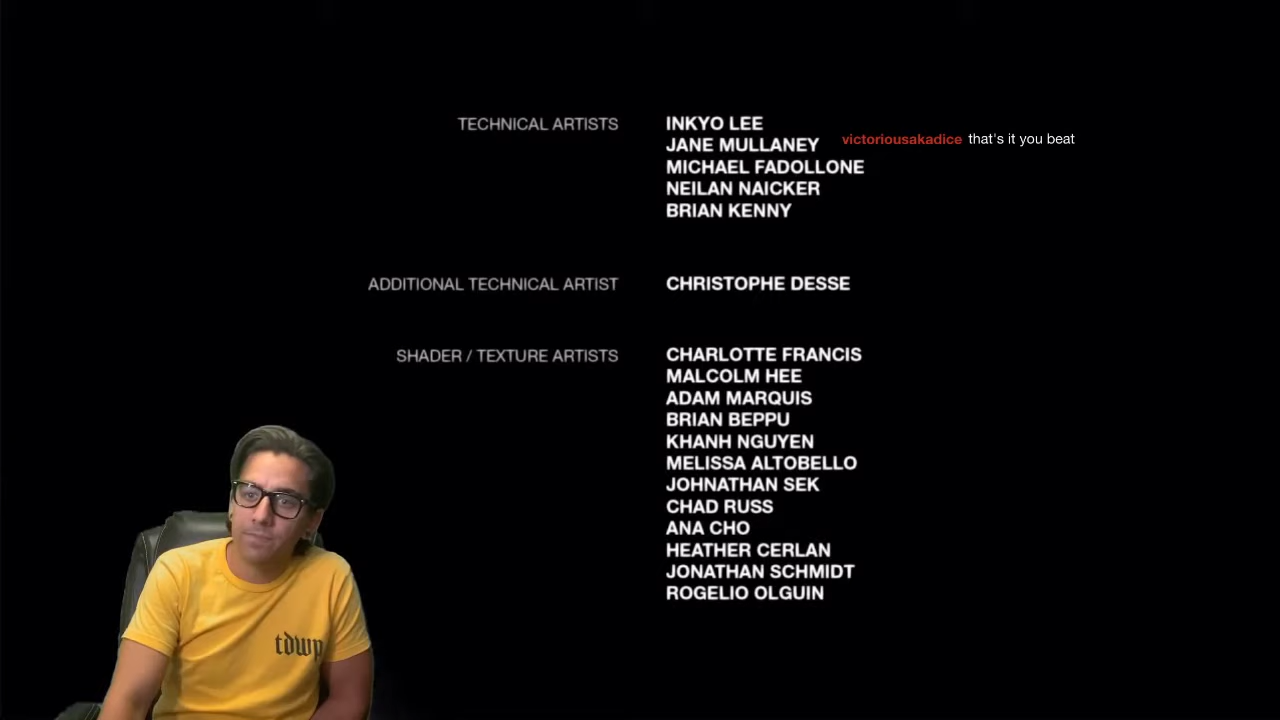 TECHNICAL ARTISTS INKYO LEE
JANE MULLANEY
victoriousakadice that's it you beat
MICHAEL FADOLLONE
NEILAN NAICKER
BRIAN KENNY
ADDITIONAL TECHNICAL ARTIST CHRISTOPHE DESSE
SHADER / TEXTURE ARTISTS CHARLOTTE FRANCIS
MALCOLM HEE
ADAM MARQUIS
BRIAN BEPPU
KHANH NGUYEN
MELISSA ALTOBELLO
JOHNATHAN SEK
CHAD RUSS
ANA CHO
HEATHER CERLAN
JONATHAN SCHMIDT
ROGELIO OLGUIN
tdwp